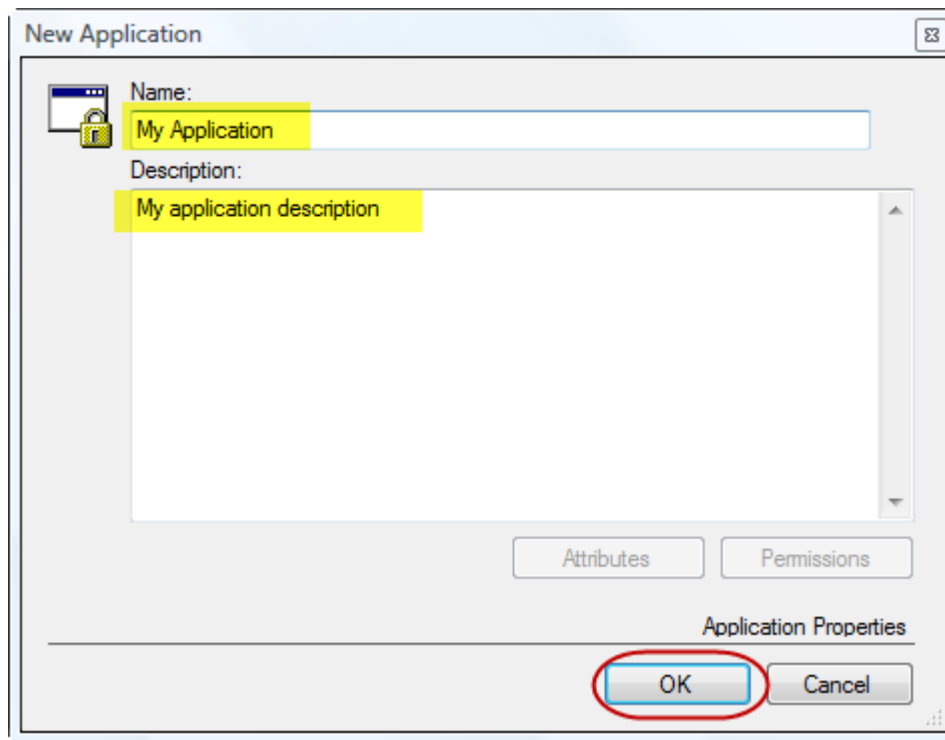 New Application
Name:
My Application
Description:
My application description
Attributes
Permissions
Application Properties
OK
Cancel